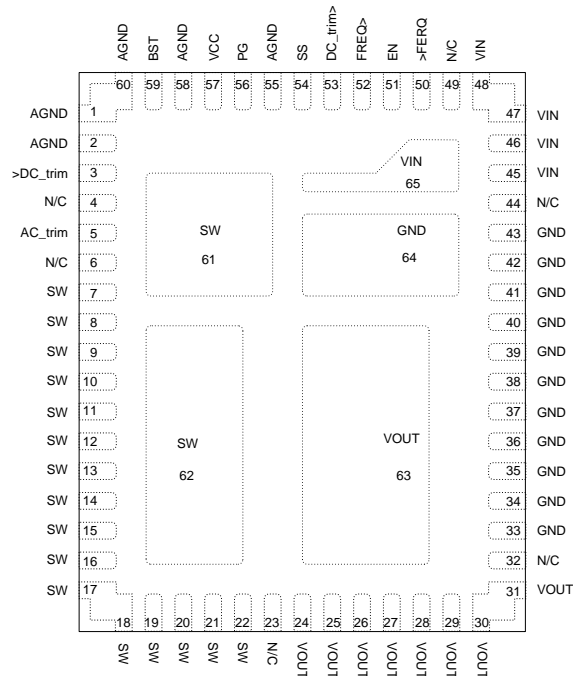 AGND BST AGND VCC PG AGND SS DC_trim> FREQ> EN >FERQ N/C VIN
60 59 58 57 56 55 54 53 52 51 50 49 48
AGND 1 47 VIN
AGND 2 46 VIN
>DC_trim 3 45 VIN
N/C 4 44 N/C
AC_trim 5 43 GND
N/C 6 42 GND
SW 7 41 GND
SW 8 40 GND
SW 9 39 GND
SW 10 38 GND
SW 11 37 GND
SW 12 36 GND
SW 13 35 GND
SW 14 34 GND
SW 15 33 GND
SW 16 32 N/C
SW 17 31 VOUT
VIN
65
SW
61
GND
64
SW
62
VOUT
63
18 19 20 21 22 23 24 25 26 27 28 29 30
SW SW SW SW SW N/C VOUT VOUT VOUT VOUT VOUT VOUT VOUT